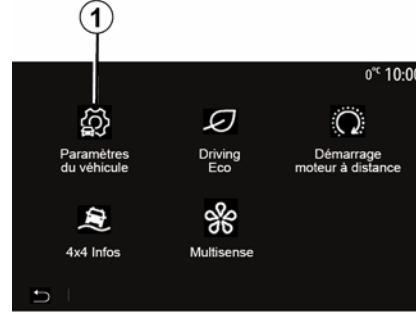 1
0°C 10:00
Paramètres
du véhicule
Driving
Eco
Démarrage
moteur à distance
4x4 Infos
Multisense